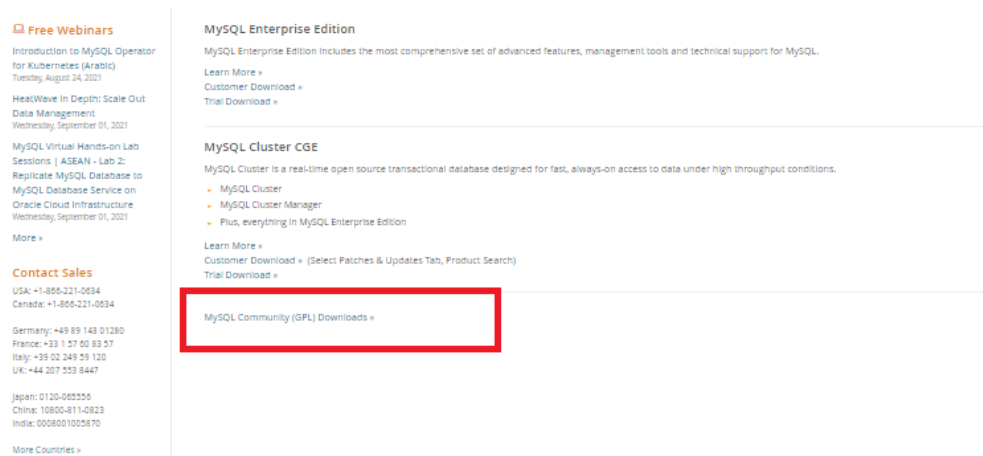 Free Webinars
Introduction to MySQL Operator
for Kubernetes (Arabic)
Tuesday, August 24, 2021
HeatWave in Depth: Scale Out
Data Management
Wednesday, September 01, 2021
MySQL Virtual Hands-on Lab
Sessions | ASEAN - Lab 2:
Replicate MySQL Database to
MySQL Database Service on
Oracle Cloud Infrastructure
Wednesday, September 01, 2021
More »
Contact Sales
USA: +1-866-221-0634
Canada: +1-866-221-0634
Germany: +49 89 143 01280
France: +33 1 57 60 83 57
Italy: +39 02 249 59 120
UK: +44 207 553 8447
Japan: 0120-065556
China: 10800-811-0823
India: 0008001005870
More Countries »
MySQL Enterprise Edition
MySQL Enterprise Edition includes the most comprehensive set of advanced features, management tools and technical support for MySQL.
Learn More »
Customer Download »
Trial Download »
MySQL Cluster CGE
MySQL Cluster is a real-time open source transactional database designed for fast, always-on access to data under high throughput conditions.
MySQL Cluster
MySQL Cluster Manager
Plus, everything in MySQL Enterprise Edition
Learn More »
Customer Download » (Select Patches & Updates Tab, Product Search)
Trial Download »
MySQL Community (GPL) Downloads »